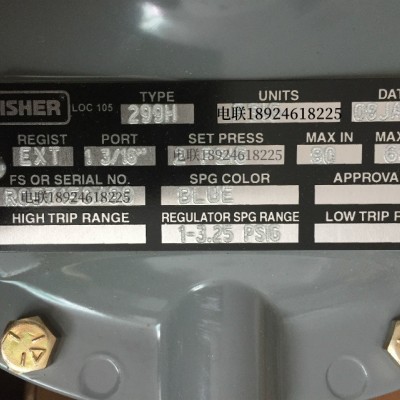 FISHER LOC 105 TYPE 299H UNITS 电联18924618225 DAT
REGIST EXT PORT 1 3/16" SET PRESS 电联18924618225 MAX IN 90 MAX
FS OR SERIAL NO. 电联18924618225 SPG COLOR BLUE APPROVA
HIGH TRIP RANGE REGULATOR SPG RANGE 1-3.25 PSIG LOW TRIP R